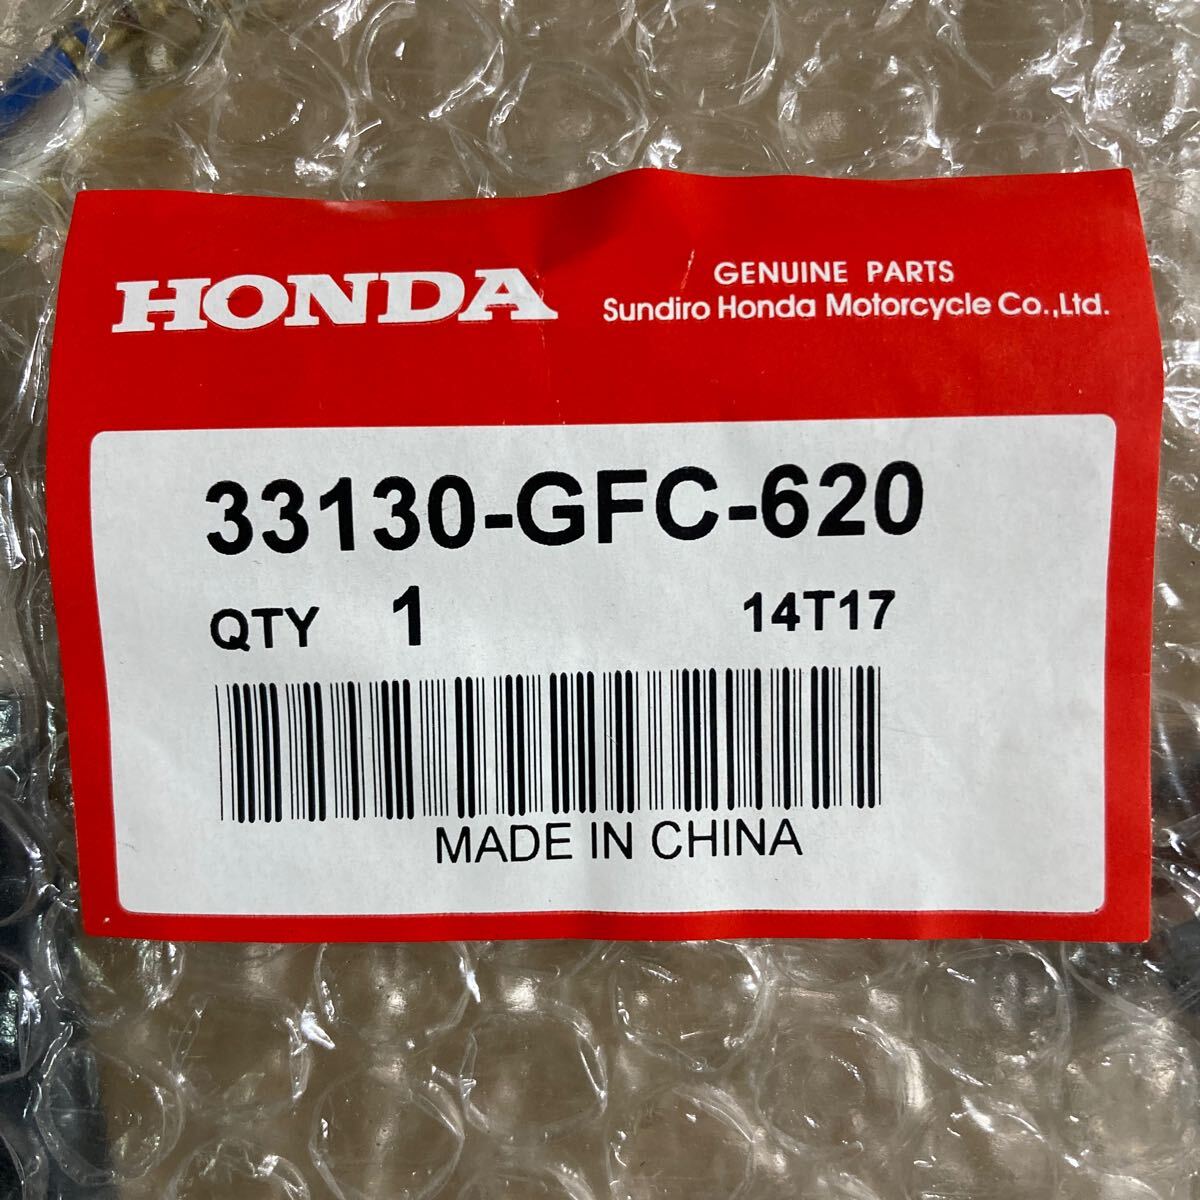 HONDA
GENUINE PARTS
Sundiro Honda Motorcycle Co.,Ltd.
33130-GFC-620
QTY 1 14T17
MADE IN CHINA